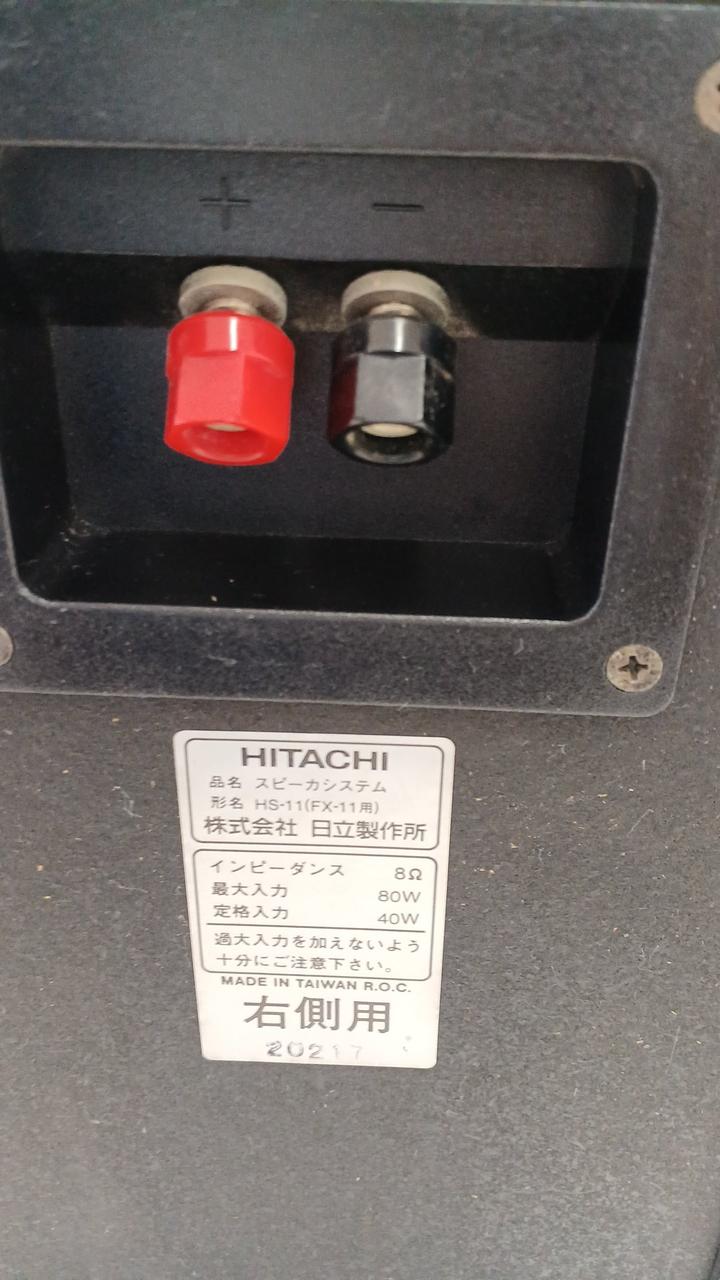 + −
HITACHI
品名 スピーカシステム
形名 HS-11(FX-11用)
株式会社 日立製作所
インピーダンス 8Ω
最大入力 80W
定格入力 40W
過大入力を加えないよう
十分にご注意下さい。
MADE IN TAIWAN R.O.C.
右側用
20217